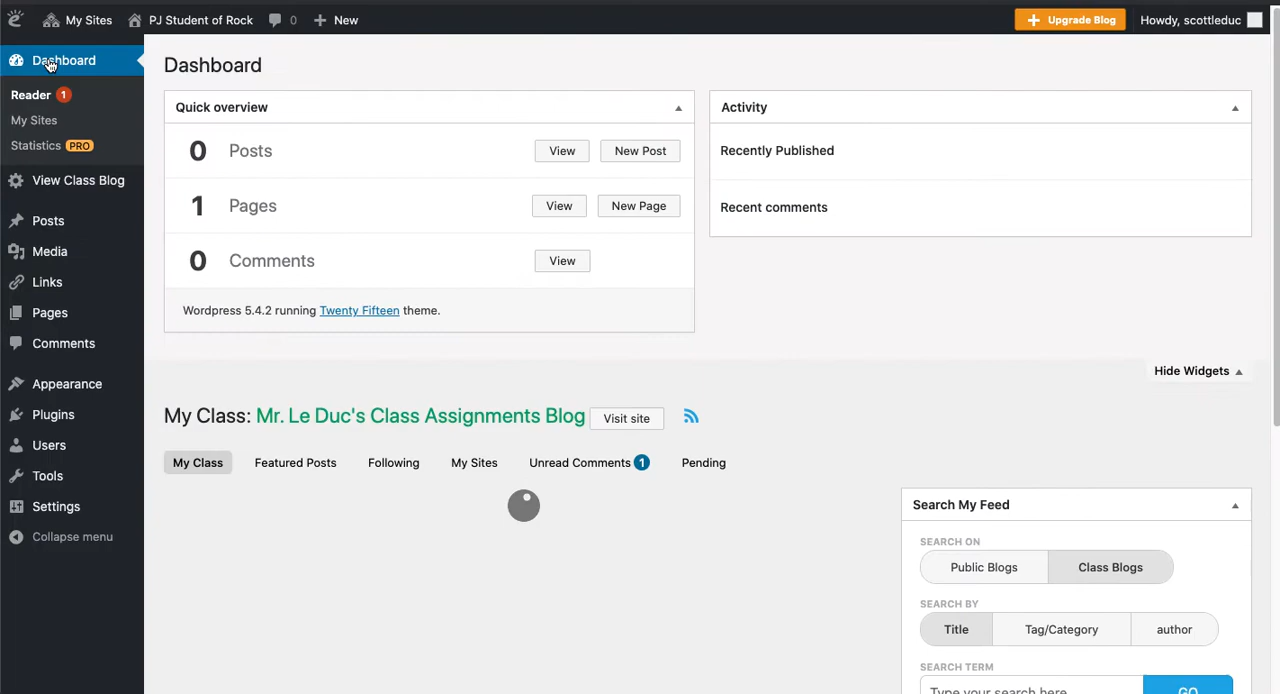 My Sites PJ Student of Rock 0 New Upgrade Blog Howdy, scottleduc
Dashboard
Reader 1
My Sites
Statistics PRO
View Class Blog
Posts
Media
Links
Pages
Comments
Appearance
Plugins
Users
Tools
Settings
Collapse menu
Dashboard
Quick overview
0 Posts View New Post
1 Pages View New Page
0 Comments View
Wordpress 5.4.2 running Twenty Fifteen theme.
Activity
Recently Published
Recent comments
Hide Widgets
My Class: Mr. Le Duc's Class Assignments Blog Visit site
My Class Featured Posts Following My Sites Unread Comments 1 Pending
Search My Feed
SEARCH ON
Public Blogs Class Blogs
SEARCH BY
Title Tag/Category author
SEARCH TERM
Type your search here GO